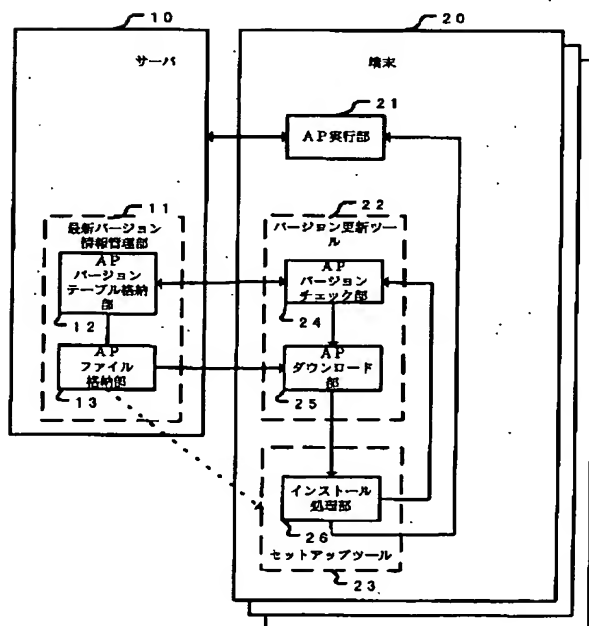 10
サーバ
11
最新バージョン
情報管理部
AP
バージョン
テーブル格納
部
12
AP
ファイル
格納部
13
20
端末
21
AP実行部
22
バージョン更新ツー
ル
AP
バージョン
チェック部
24
AP
ダウンロード
部
25
インストール
処理部
26
セットアップツール
23